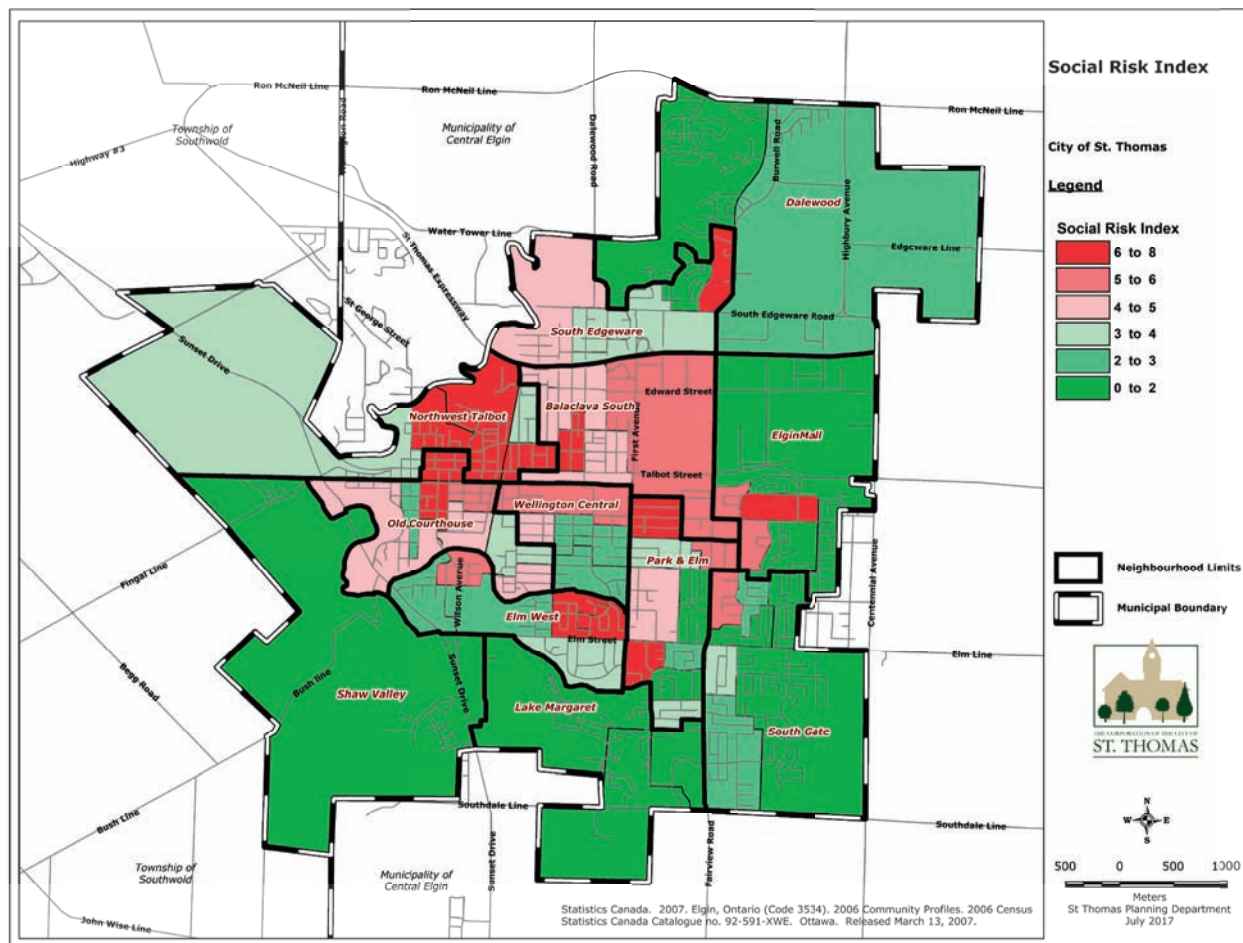 Social Risk Index
City of St. Thomas
Legend
Social Risk Index
6 to 8
5 to 6
4 to 5
3 to 4
2 to 3
0 to 2
Neighbourhood Limits
Municipal Boundary
THE CORPORATION OF THE CITY OF
ST. THOMAS
N
W E
S
500 0 500 1000
Meters
St Thomas Planning Department
July 2017
Ron McNeil Line
Ron McNeil Line
Ron McNeil Line
Township of
Southwold
Municipality of
Central Elgin
Highway #3
Dalewood Road
Burwell Road
Dalewood
Highbury Avenue
Edgeware Line
Water Tower Line
St Thomas Expressway
St George Street
South Edgeware Road
South Edgeware
Sunset Drive
Edward Street
Northwest Talbot
Balaclava South
First Avenue
ElginMall
Talbot Street
Wellington Central
Old Courthouse
Park & Elm
Centennial Avenue
Fingal Line
Wilson Avenue
Elm West
Elm Street
Elm Line
Begg Road
Bush line
Sunset Drive
Shaw Valley
Lake Margaret
South Gate
Bush Line
Southdale Line
Southdale Line
Sunset Drive
Fairview Road
Township of
Southwold
Municipality of
Central Elgin
John Wise Line
Statistics Canada. 2007. Elgin, Ontario (Code 3534). 2006 Community Profiles. 2006 Census
Statistics Canada Catalogue no. 92-591-XWE. Ottawa. Released March 13, 2007.